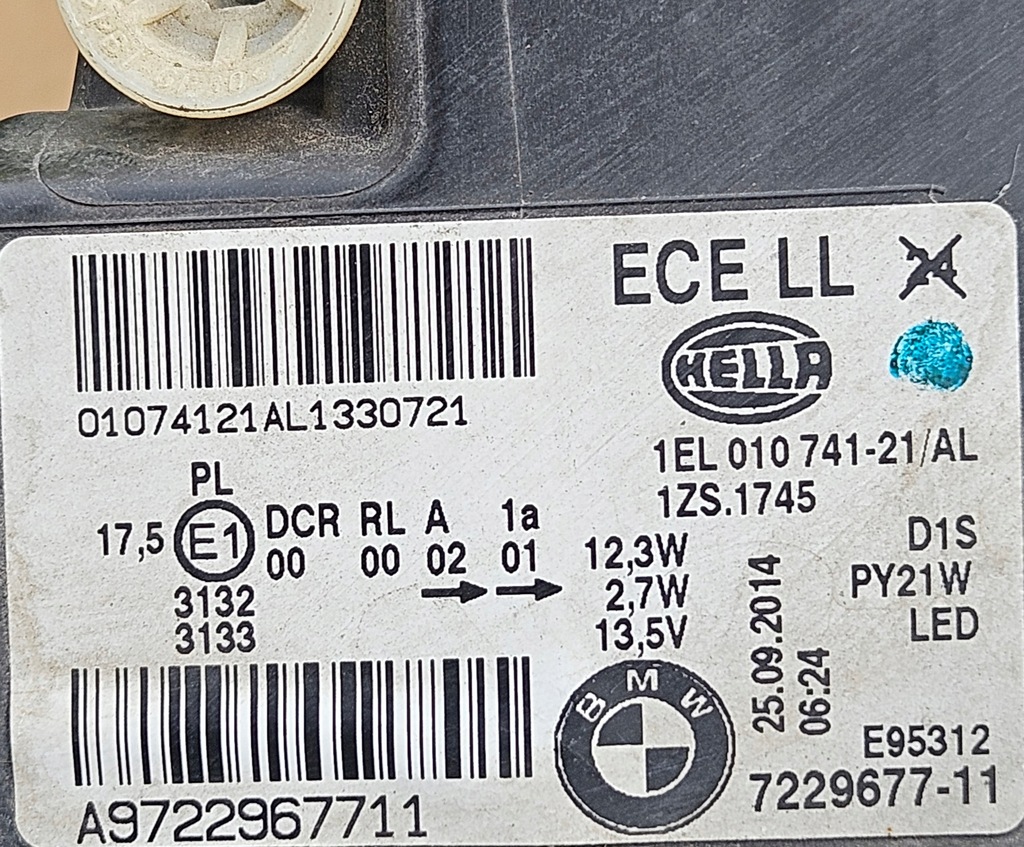 ECE LL 24
HELLA
01074121AL1330721
1EL 010 741-21/AL
1ZS.1745
PL
17,5 E1 DCR RL A 1a
00 00 02 01
3132
3133
12,3W
2,7W
13,5V
25.09.2014
06:24
D1S
PY21W
LED
BMW
E95312
7229677-11
A9722967711